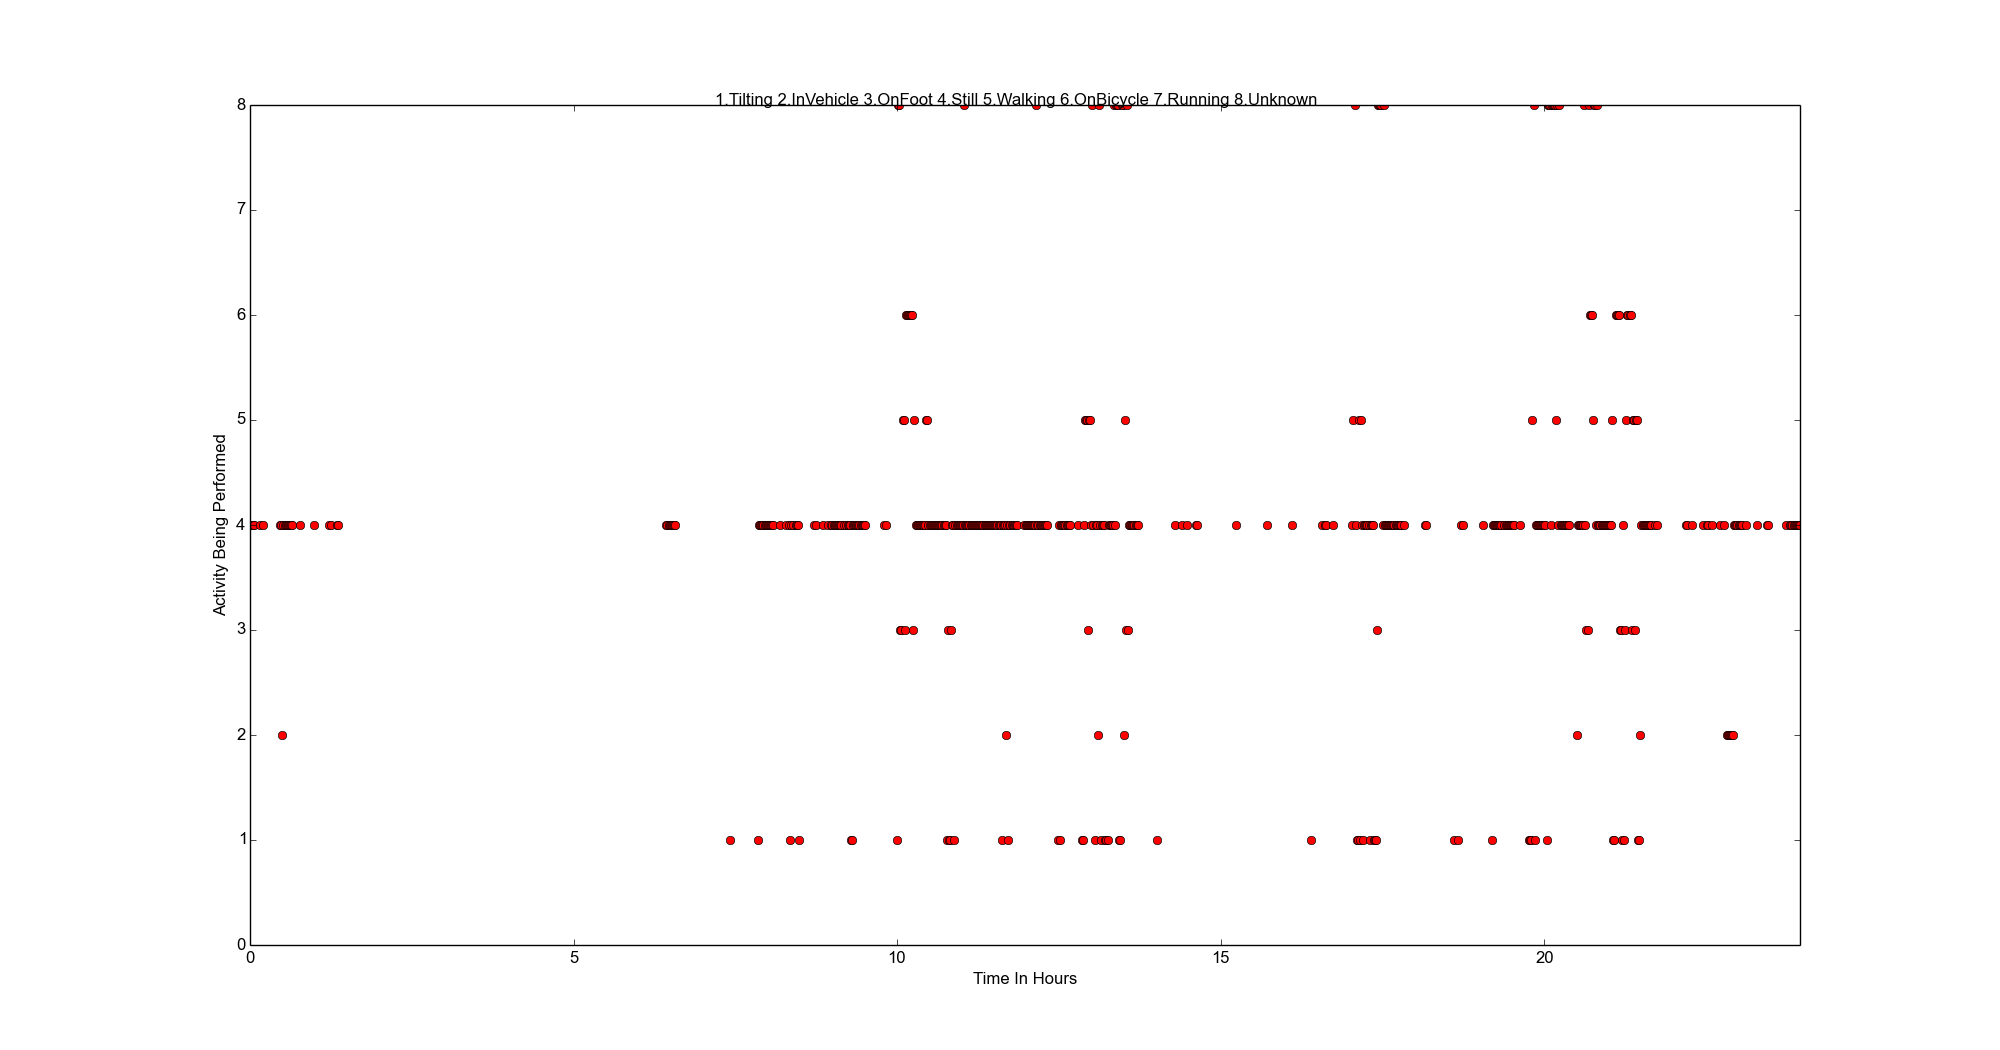 1.Tilting 2.InVehicle 3.OnFoot 4.Still 5.Walking 6.OnBicycle 7.Running 8.Unknown
8
7
6
5
4
3
2
1
0
Activity Being Performed
0 5 10 15 20
Time In Hours